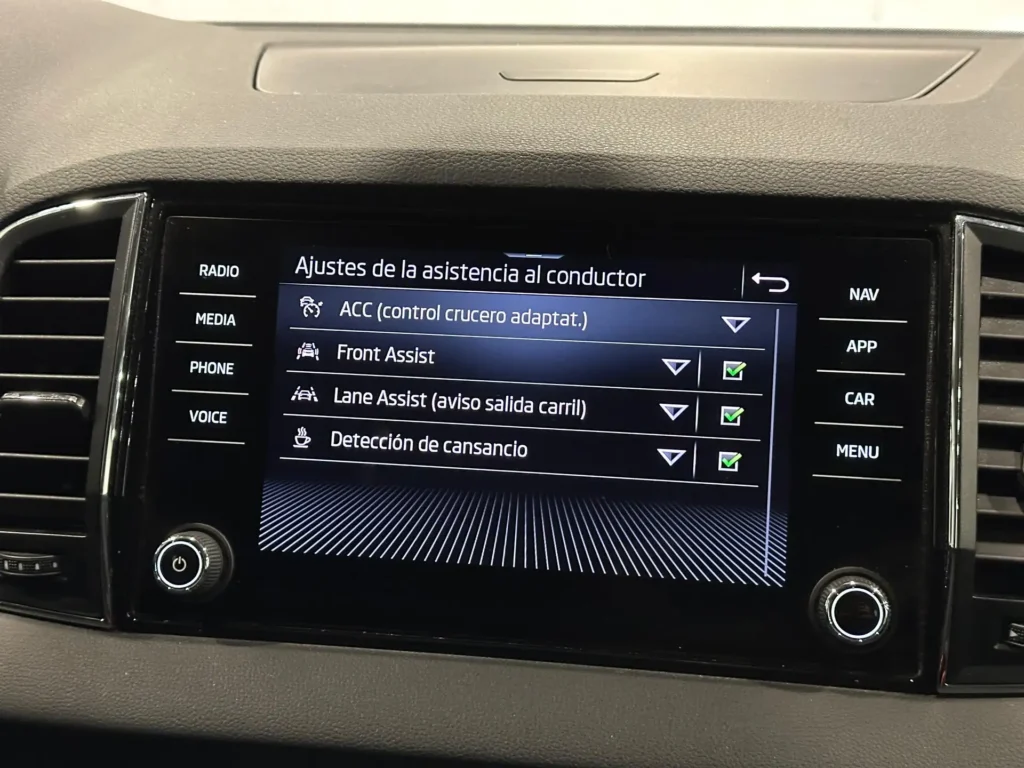 RADIO
MEDIA
PHONE
VOICE
Ajustes de la asistencia al conductor
ACC (control crucero adaptat.)
Front Assist
Lane Assist (aviso salida carril)
Detección de cansancio
NAV
APP
CAR
MENU